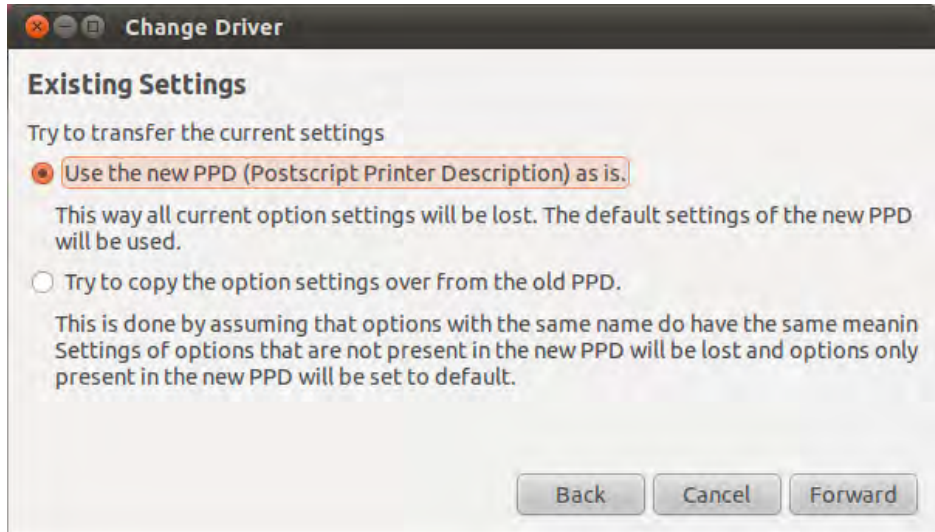 Change Driver
Existing Settings
Try to transfer the current settings
Use the new PPD (Postscript Printer Description) as is.
This way all current option settings will be lost. The default settings of the new PPD
will be used.
Try to copy the option settings over from the old PPD.
This is done by assuming that options with the same name do have the same meanin
Settings of options that are not present in the new PPD will be lost and options only
present in the new PPD will be set to default.
Back Cancel Forward